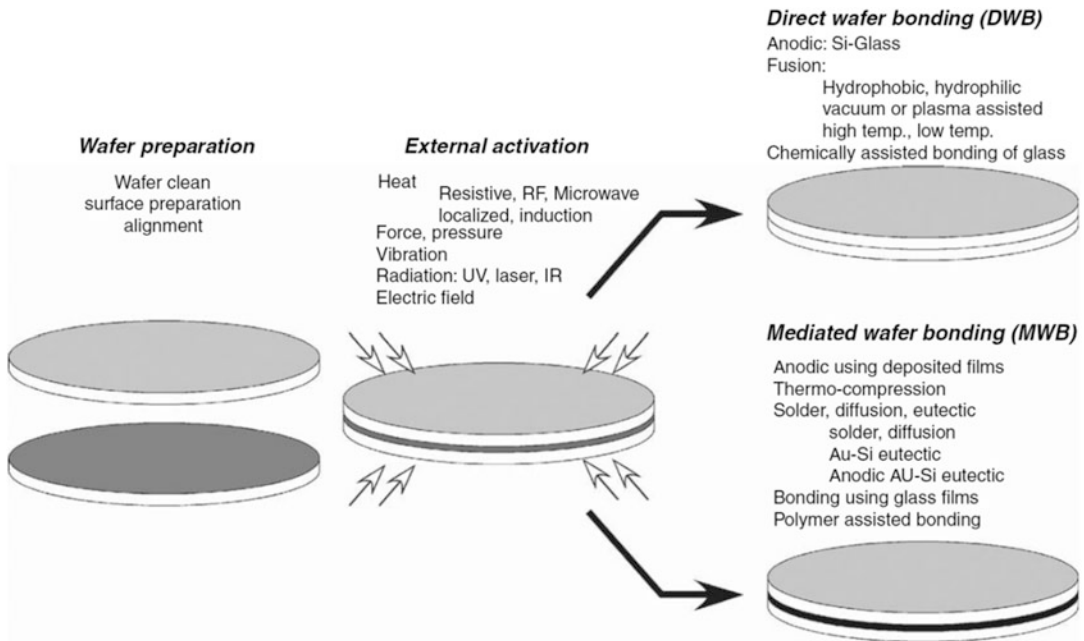 Wafer preparation
Wafer clean
surface preparation
alignment
External activation
Heat
Resistive, RF, Microwave
localized, induction
Force, pressure
Vibration
Radiation: UV, laser, IR
Electric field
Direct wafer bonding (DWB)
Anodic: Si-Glass
Fusion:
Hydrophobic, hydrophilic
vacuum or plasma assisted
high temp., low temp.
Chemically assisted bonding of glass
Mediated wafer bonding (MWB)
Anodic using deposited films
Thermo-compression
Solder, diffusion, eutectic
solder, diffusion
Au-Si eutectic
Anodic AU-Si eutectic
Bonding using glass films
Polymer assisted bonding